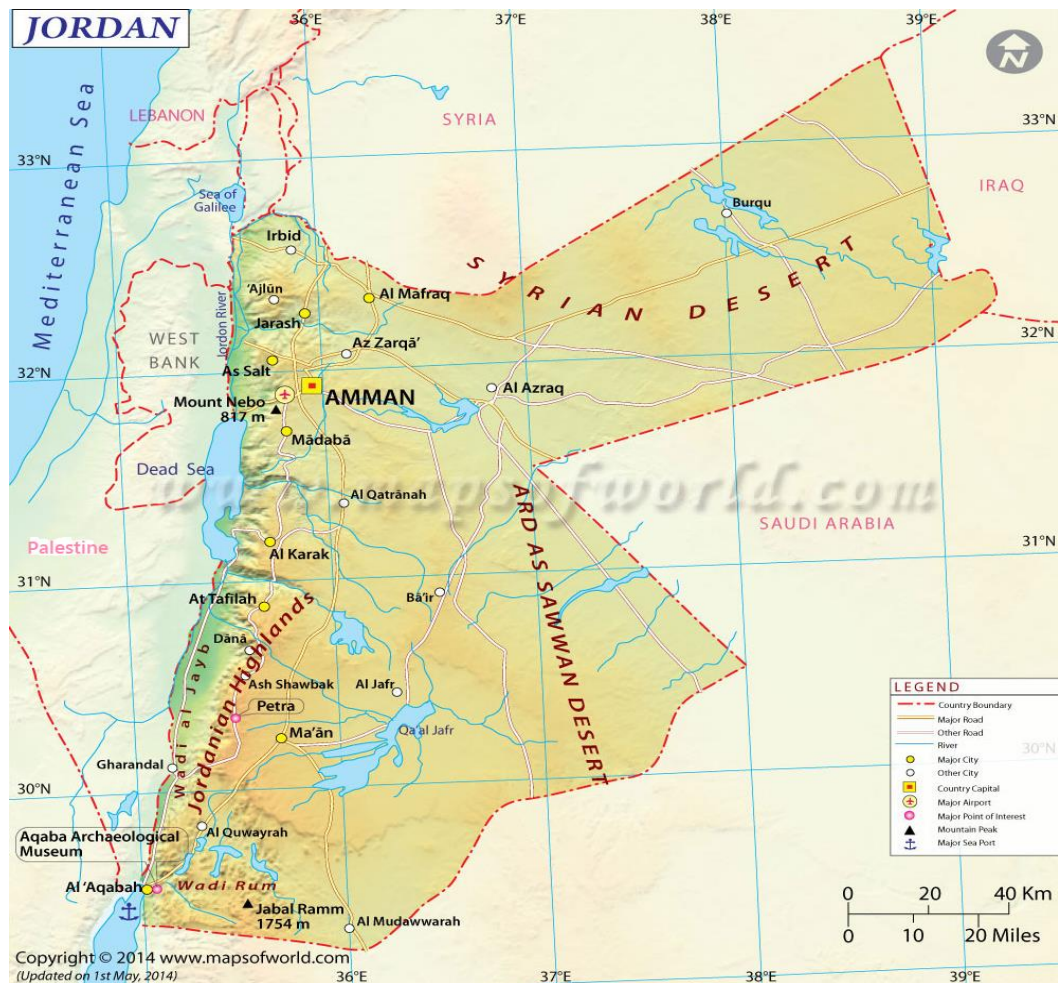 JORDAN
36°E
37°E
38°E
39°E
N
Mediterranean Sea
LEBANON
SYRIA
33°N
33°N
IRAQ
Sea of
Galilee
Burqu
Irbid
SYRIAN DESERT
'Ajlūn
Al Mafraq
Jarash
Jordon River
WEST
BANK
Az Zarqā'
32°N
As Salt
32°N
Mount Nebo
817 m
AMMAN
Al Azraq
Mādabā
Dead Sea
www.mapsofworld.com
Al Qatrānah
ARD AS SAWWAN DESERT
SAUDI ARABIA
Palestine
Al Karak
31°N
31°N
At Tafilah
Bā'ir
Dānā
Jordanian Highlands
Wadi al Jayb
Ash Shawbak
Al Jafr
Petra
Ma'ān
Qa'al Jafr
Gharandal
30°N
30°N
Aqaba Archaeological
Museum
Al Quwayrah
Al 'Aqabah
Wadi Rum
Jabal Ramm
1754 m
Al Mudawwarah
LEGEND
Country Boundary
Major Road
Other Road
River
Major City
Other City
Country Capital
Major Airport
Major Point of Interest
Mountain Peak
Major Sea Port
0 20 40 Km
0 10 20 Miles
Copyright © 2014 www.mapsofworld.com
(Updated on 1st May, 2014)
36°E
37°E
38°E
39°E